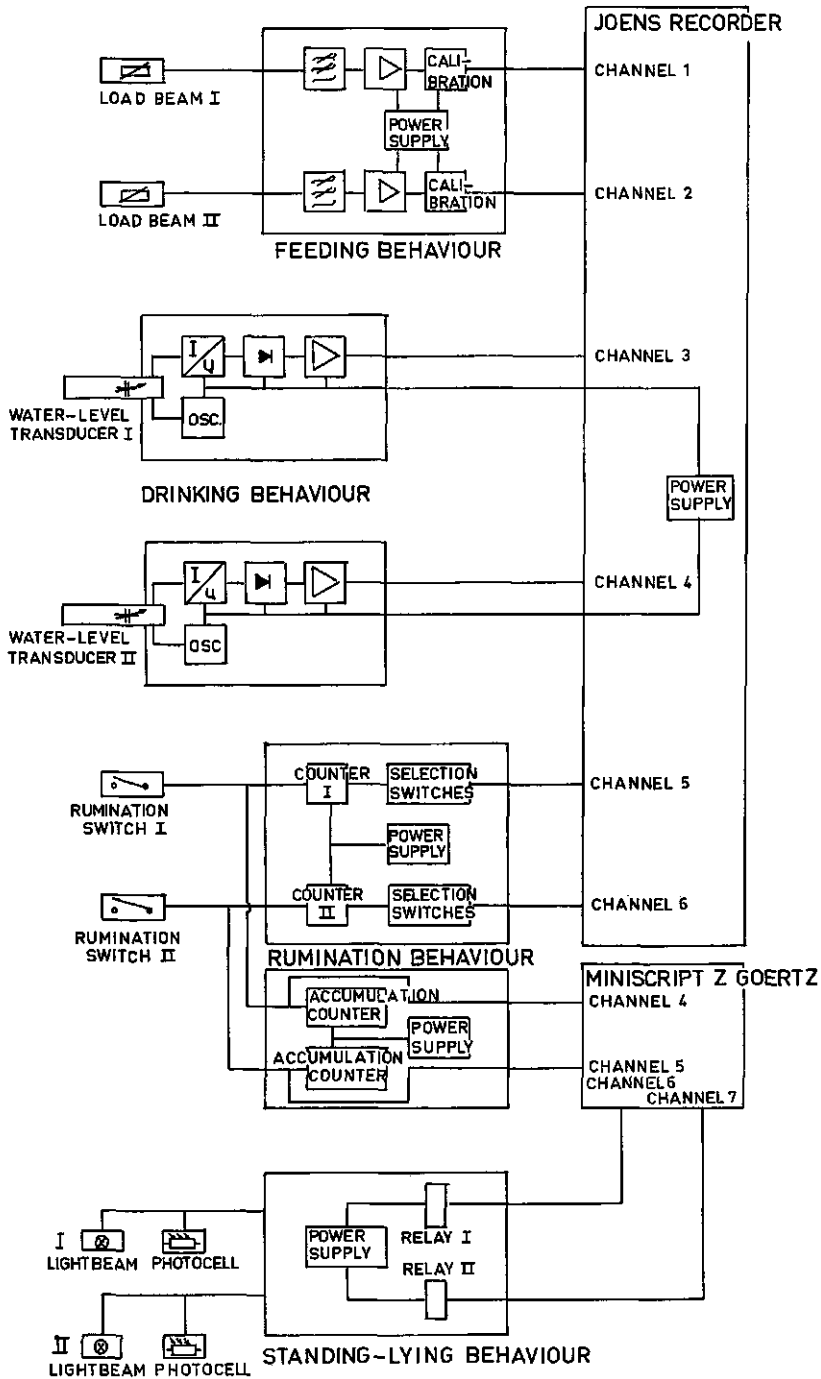 JOENS RECORDER
LOAD BEAM I
CALI-
BRATION
CHANNEL 1
POWER
SUPPLY
LOAD BEAM II
CALI-
BRATION
CHANNEL 2
FEEDING BEHAVIOUR
WATER-LEVEL
TRANSDUCER I
I
U
OSC.
CHANNEL 3
DRINKING BEHAVIOUR
POWER
SUPPLY
WATER-LEVEL
TRANSDUCER II
I
U
OSC
CHANNEL 4
RUMINATION
SWITCH I
COUNTER
I
SELECTION
SWITCHES
CHANNEL 5
POWER
SUPPLY
RUMINATION
SWITCH II
COUNTER
II
SELECTION
SWITCHES
CHANNEL 6
RUMINATION BEHAVIOUR
MINISCRIPT Z GOERTZ
ACCUMULATION
COUNTER
CHANNEL 4
POWER
SUPPLY
ACCUMULATION
COUNTER
CHANNEL 5
CHANNEL6
CHANNEL7
I
LIGHTBEAM
PHOTOCELL
POWER
SUPPLY
RELAY I
RELAY II
II
LIGHTBEAM
PHOTOCELL
STANDING-LYING BEHAVIOUR